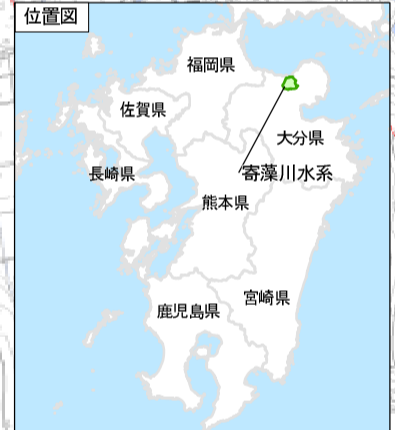 位置図
福岡県
佐賀県
大分県
長崎県
寄藻川水系
熊本県
宮崎県
鹿児島県